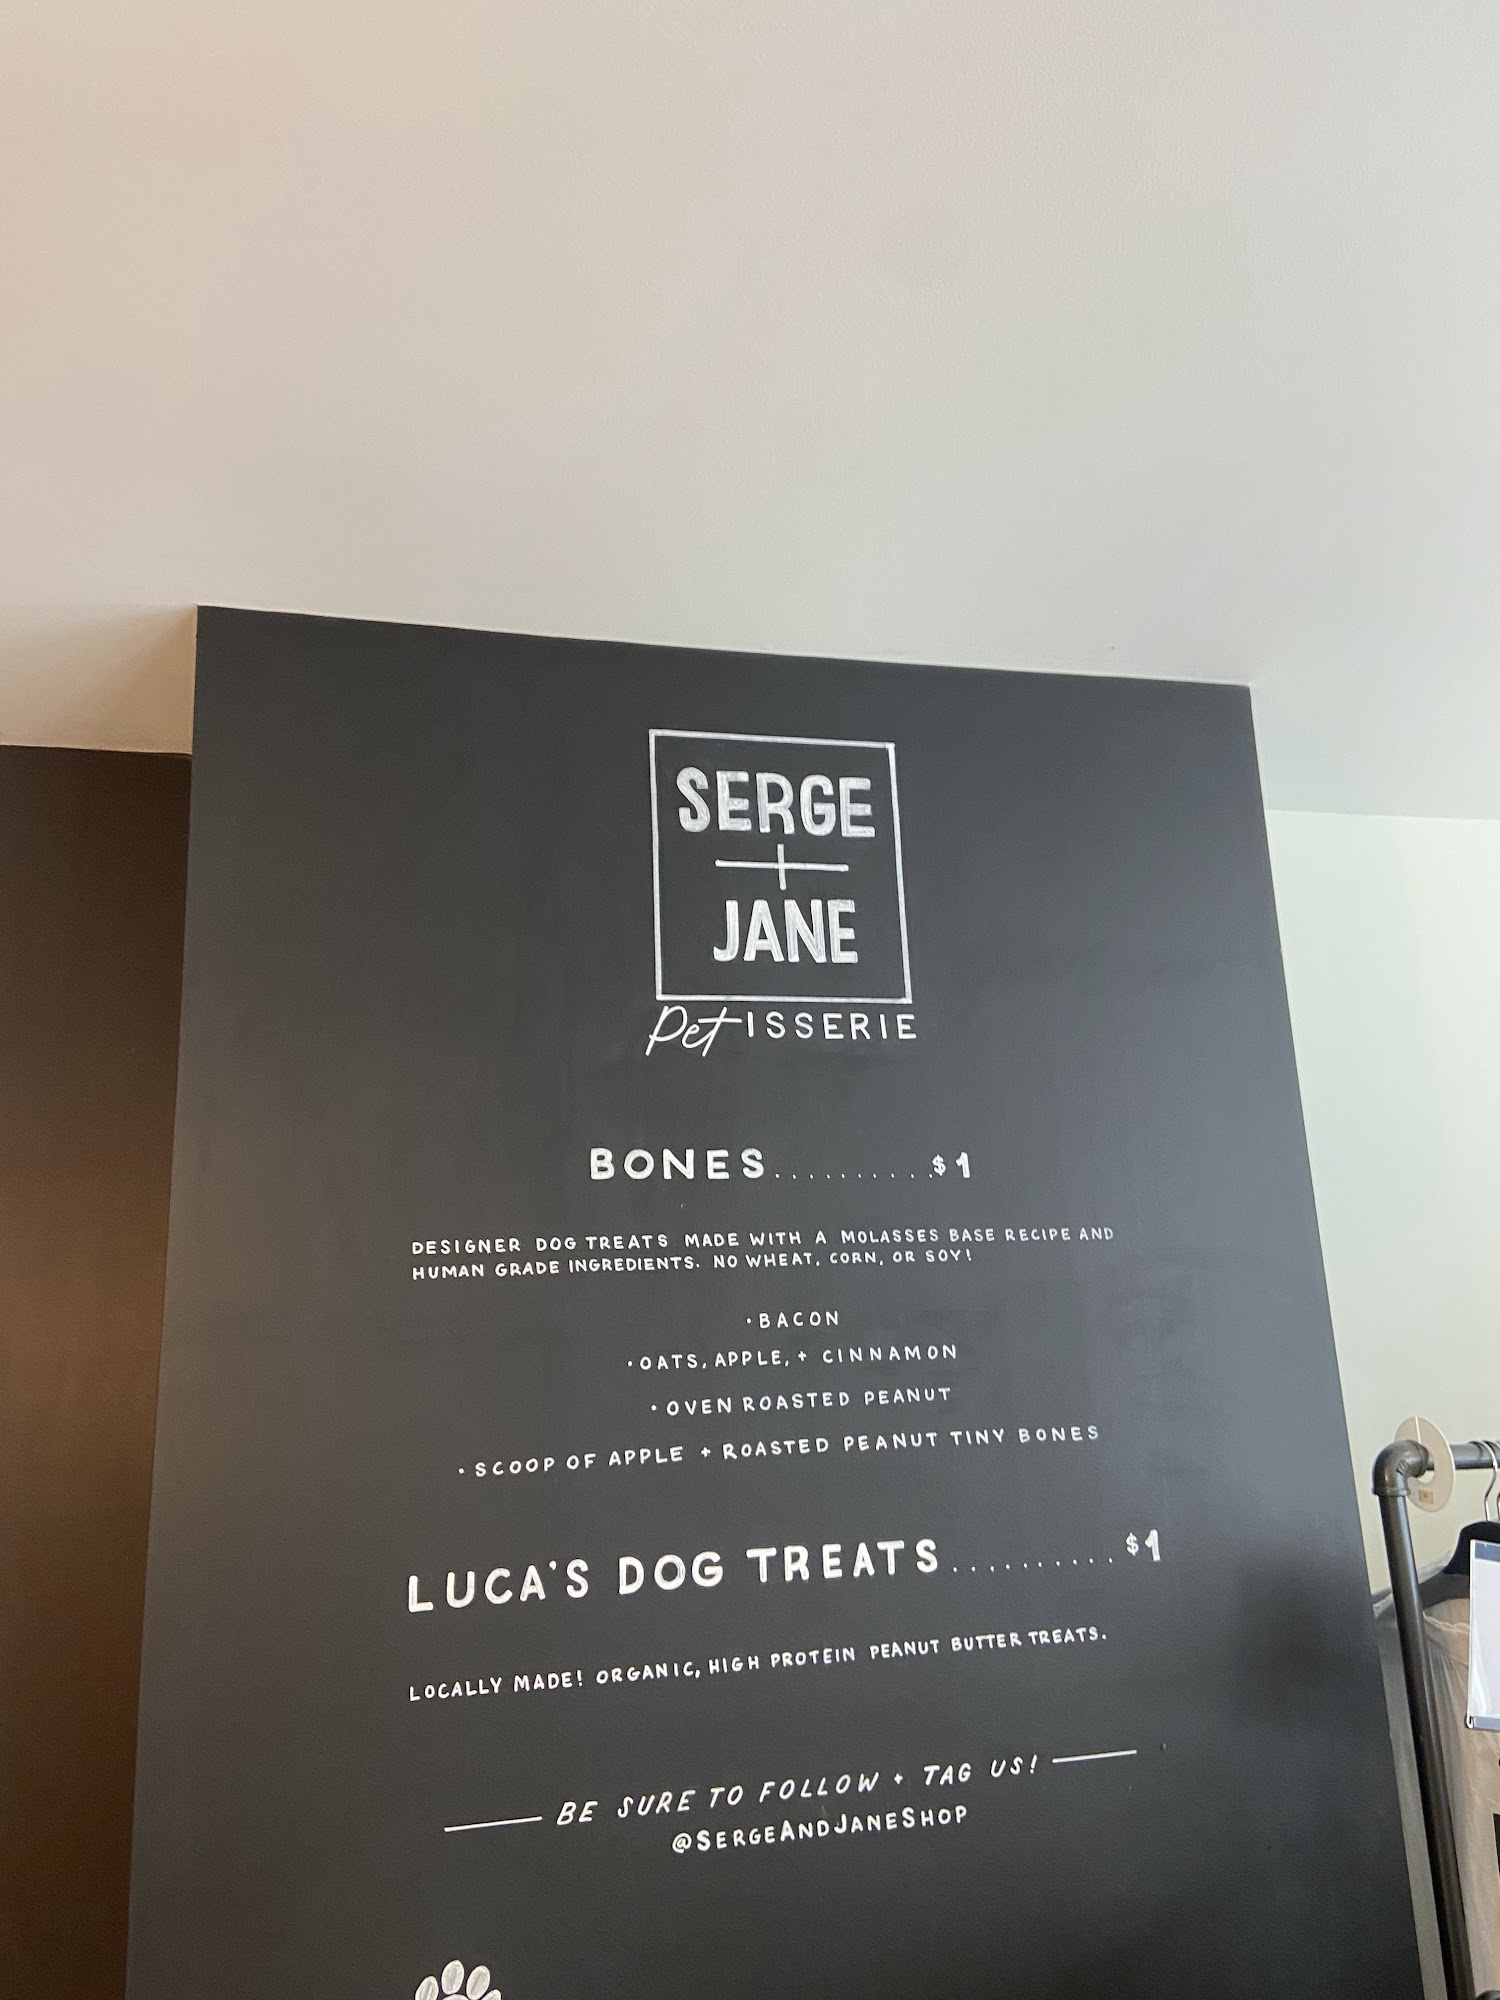 SERGE
+
JANE
PetISSERIE
BONES..........$1
DESIGNER DOG TREATS MADE WITH A MOLASSES BASE RECIPE AND
HUMAN GRADE INGREDIENTS. NO WHEAT, CORN, OR SOY!
• BACON
• OATS, APPLE, + CINNAMON
• OVEN ROASTED PEANUT
• SCOOP OF APPLE + ROASTED PEANUT TINY BONES
LUCA'S DOG TREATS..........$1
LOCALLY MADE! ORGANIC, HIGH PROTEIN PEANUT BUTTER TREATS.
BE SURE TO FOLLOW + TAG US!
@SERGEANDJANESHOP